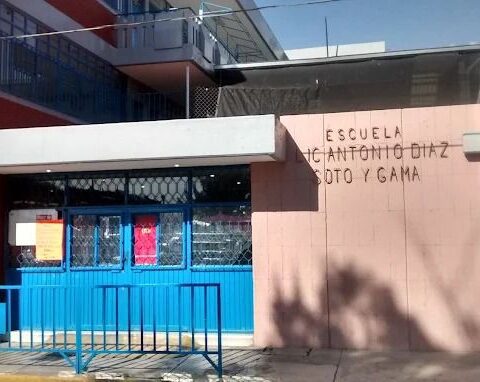 ESCUELA
LIC ANTONIO DIAZ
SOTO Y GAMA